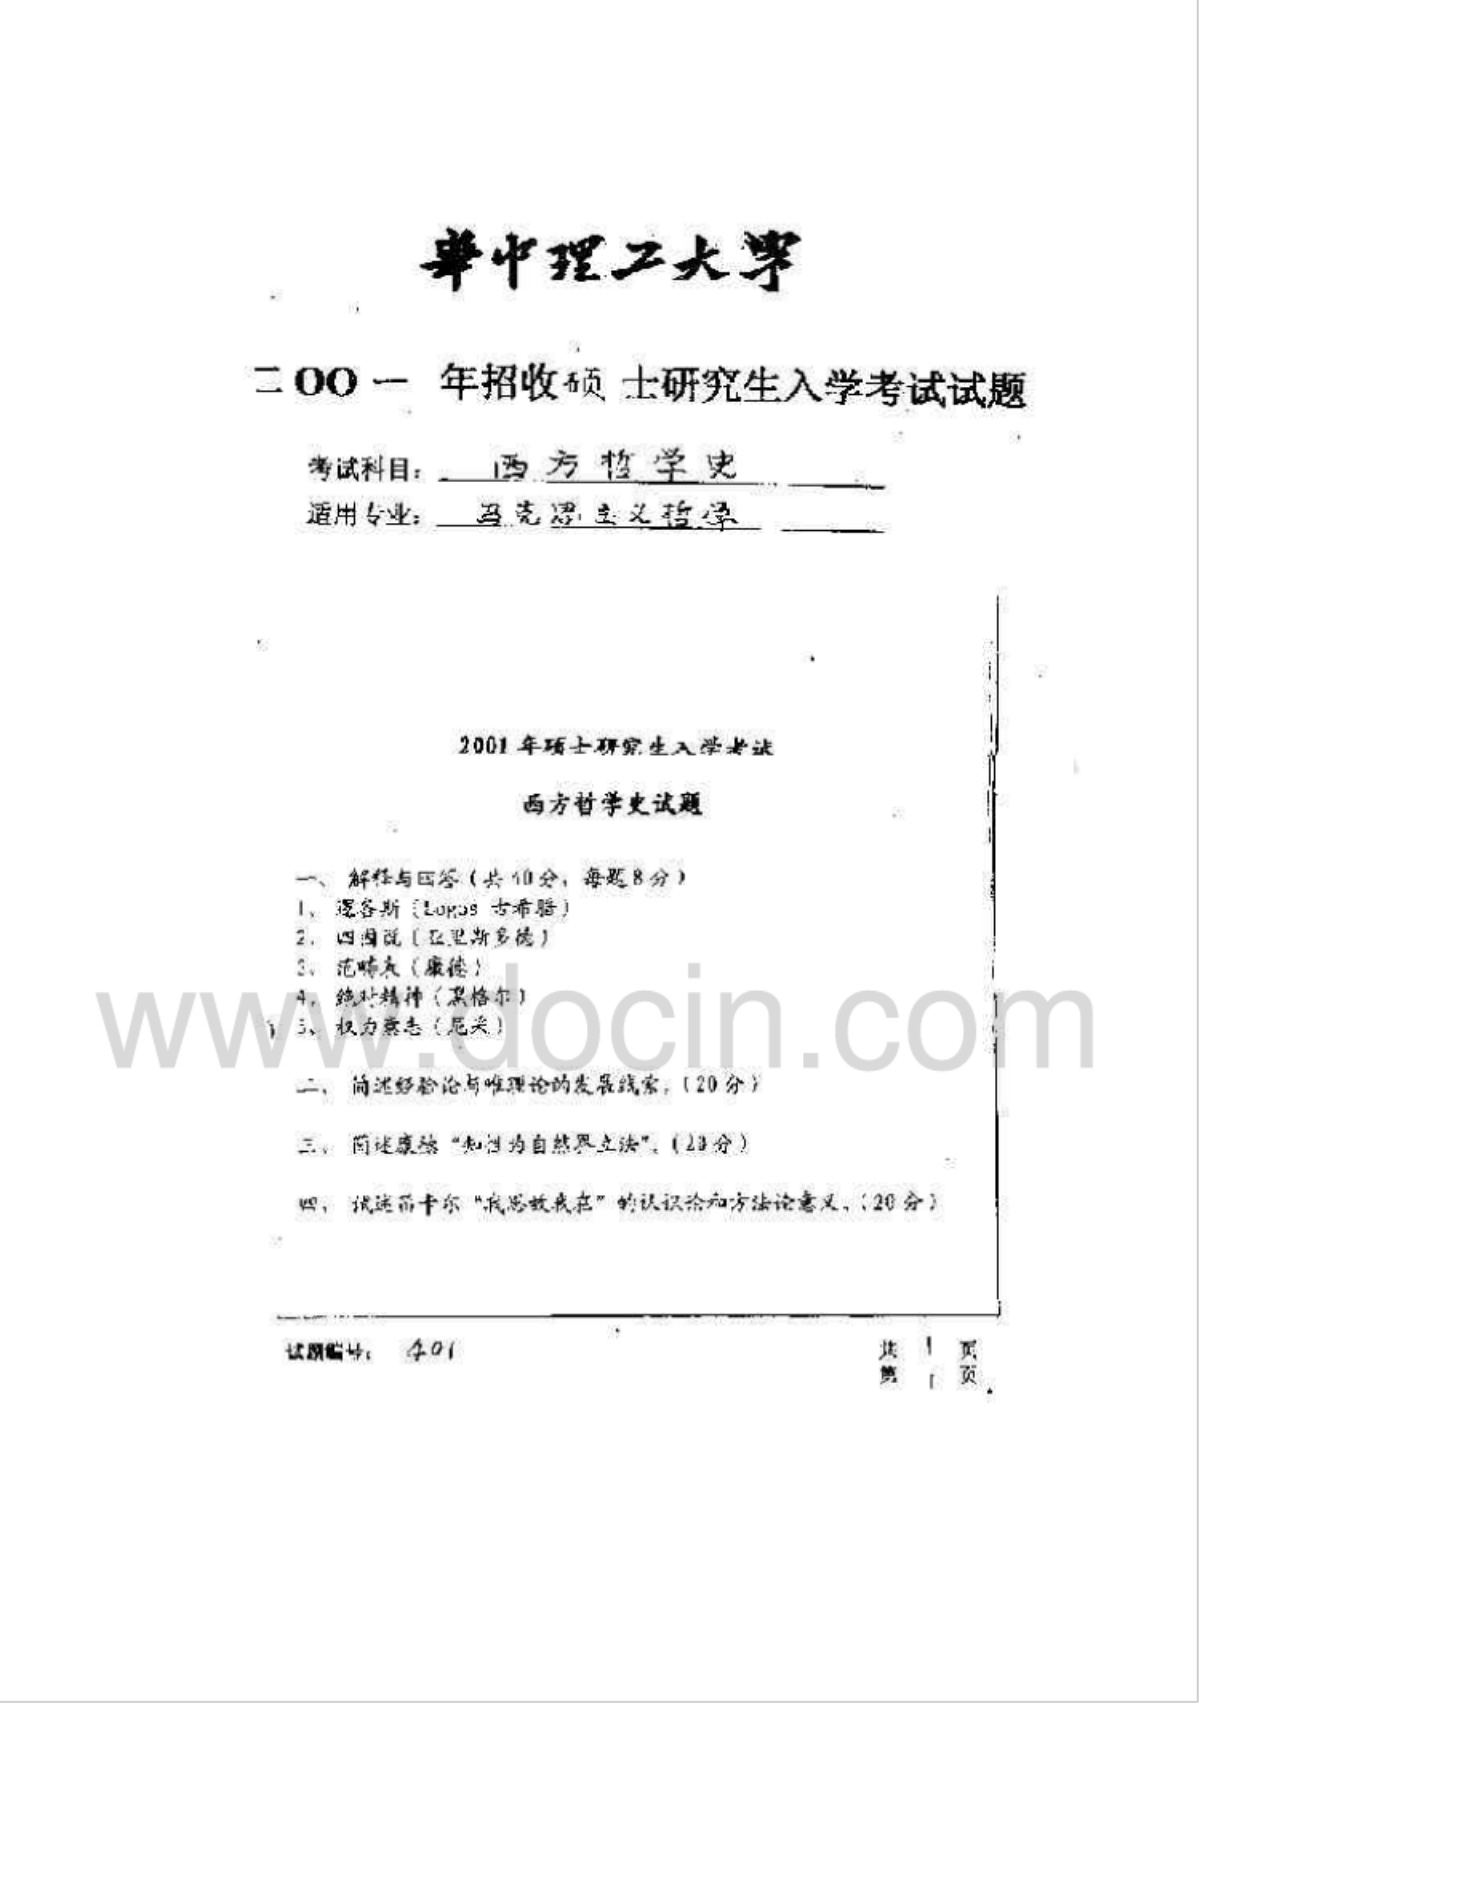 華中理工大学
二00一 年招收硕士研究生入学考试试题
考试科目: 西方哲学史
适用专业: 马克思主义哲学
2001 年硕士研究生入学考试
西方哲学史试题
一、 解释与回答（共40分，每题8分）
1、 逻各斯（Logos 古希腊）
2、 四因说（亚里斯多德）
3、 范畴表（康德）
4、 绝对精神（黑格尔）
5、 权力意志（尼采）
www.docin.com
二、 简述经验论与唯理论的发展线索。（20分）
三、 简述康德“知性为自然界立法”。（20分）
四、 试述笛卡尔“我思故我在”的认识论和方法论意义。（20分）
试题编号: 401
共 1 页
第 1 页